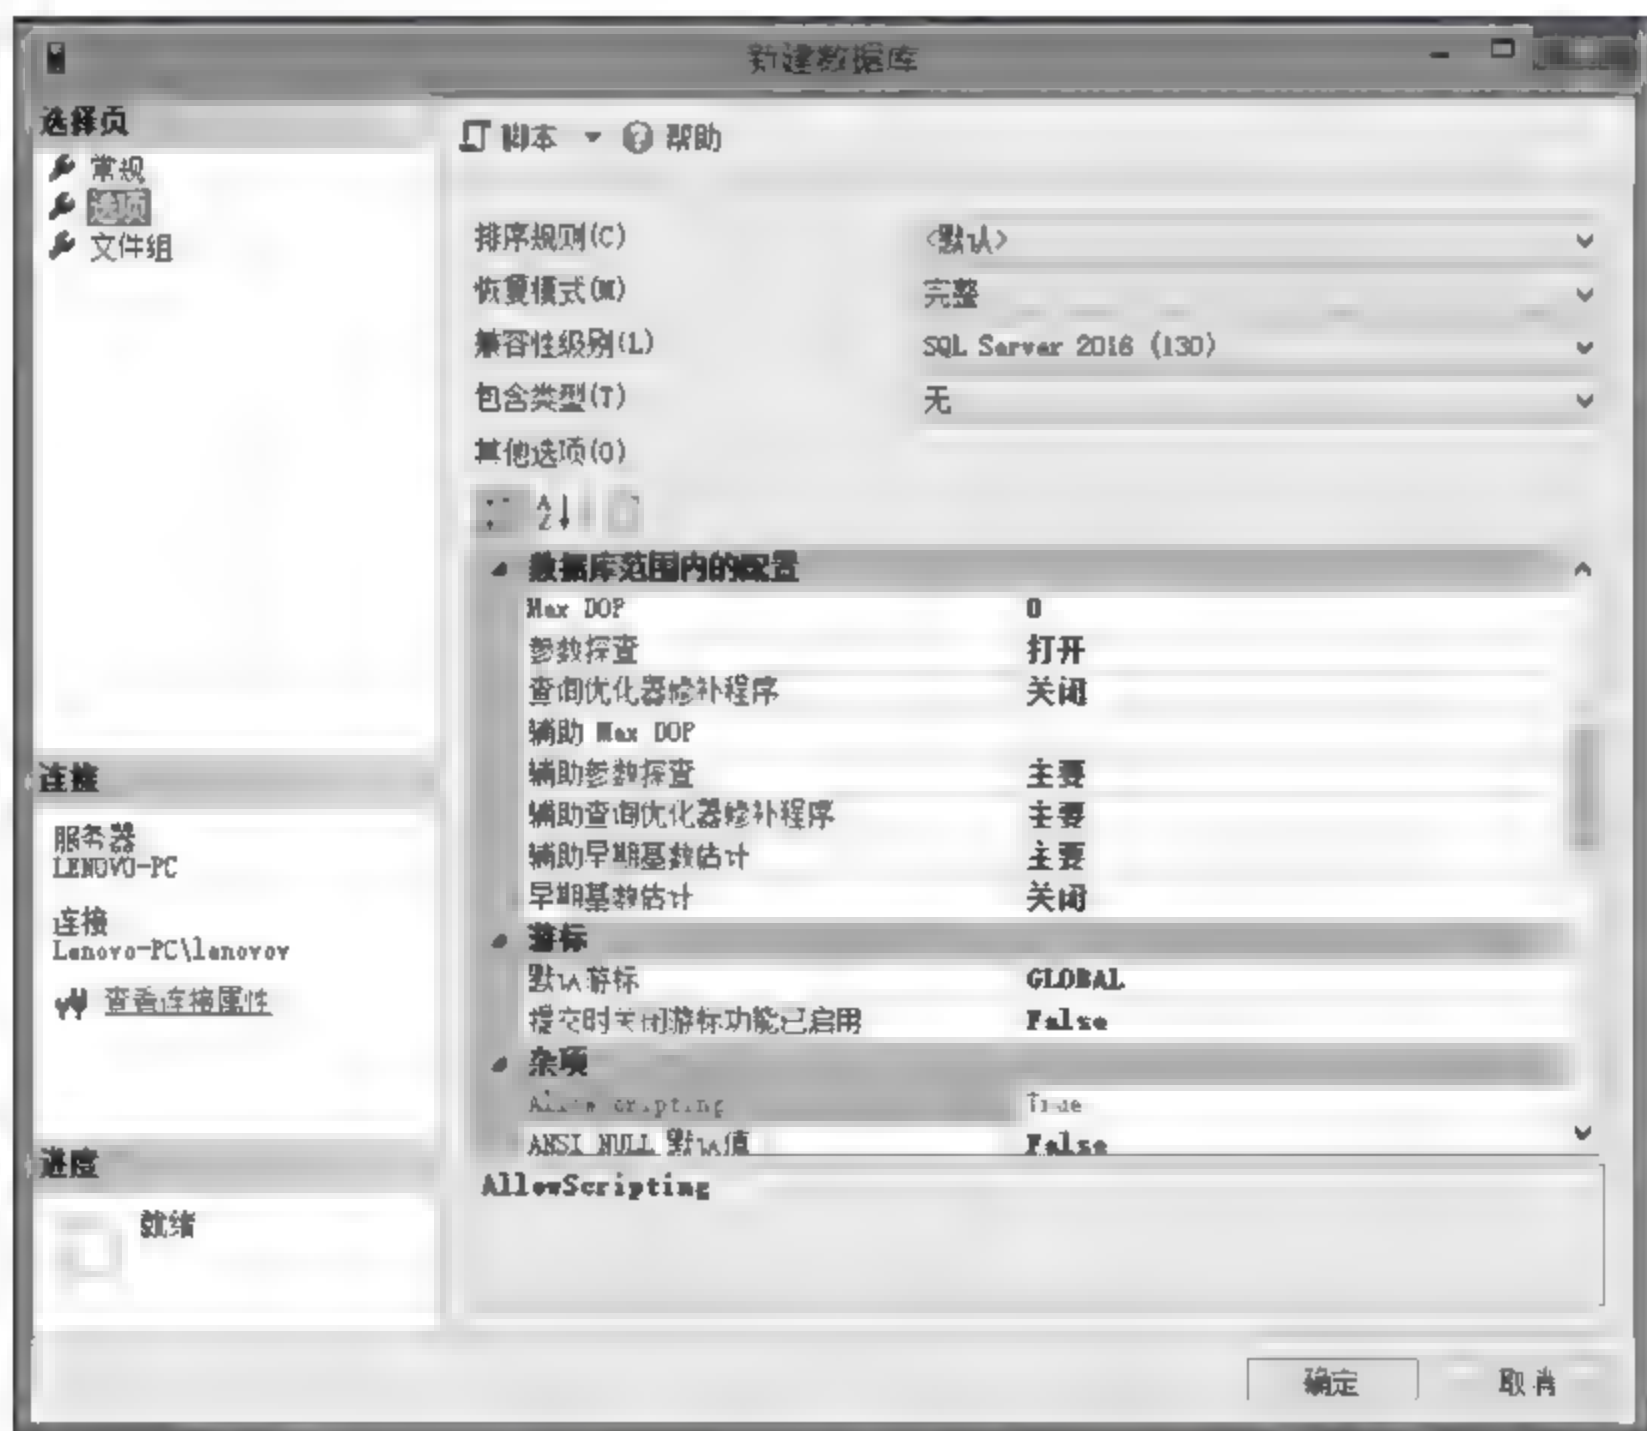 新建数据库
选择页
常规
选项
文件组
脚本 帮助
排序规则(C) <默认>
恢复模式(M) 完整
兼容性级别(L) SQL Server 2016 (130)
包含类型(T) 无
其他选项(O)
数据库范围内的配置
Max DOP 0
参数探查 打开
查询优化器修补程序 关闭
辅助 Max DOP
辅助参数探查 主要
辅助查询优化器修补程序 主要
辅助早期基数估计 主要
早期基数估计 关闭
游标
默认游标 GLOBAL
提交时关闭游标功能已启用 False
杂项
AllowScripting True
ANSI NULL 默认值 False
AllowScripting
连接
服务器
LENOVO-PC
连接
Lenovo-PC\lenovov
查看连接属性
进度
就绪
确定 取消